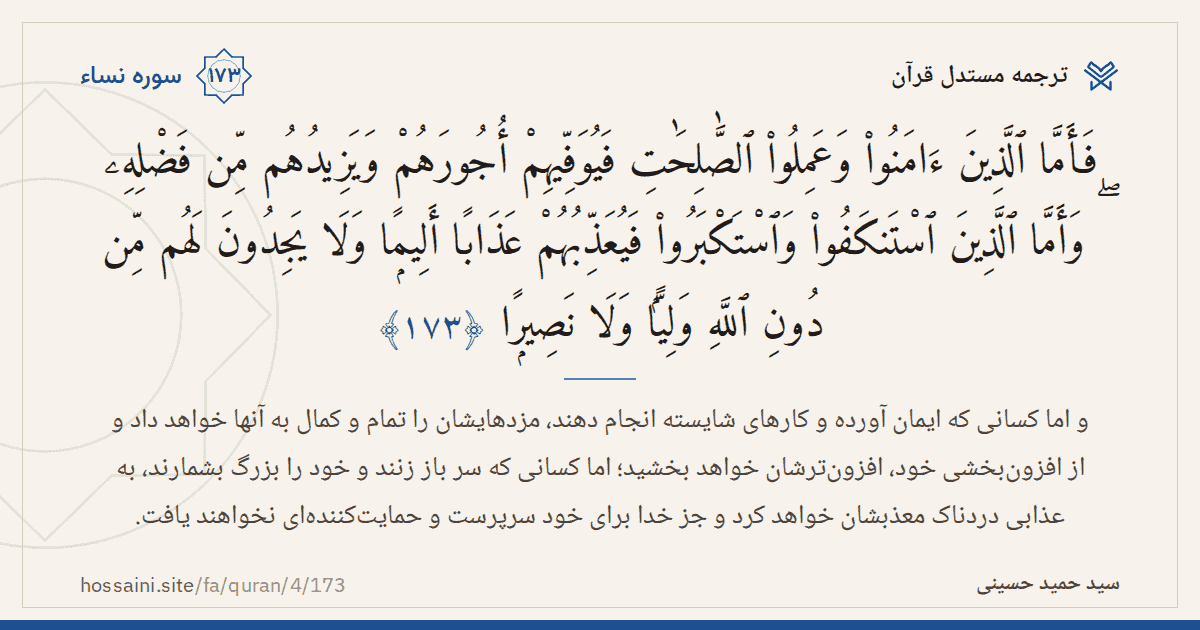 ترجمه مستدل قرآن
۱۷۳ سوره نساء
فَأَمَّا ٱلَّذِينَ ءَامَنُوا۟ وَعَمِلُوا۟ ٱلصَّـٰلِحَـٰتِ فَيُوَفِّيهِمْ أُجُورَهُمْ وَيَزِيدُهُم مِّن فَضْلِهِۦ
ۖ وَأَمَّا ٱلَّذِينَ ٱسْتَنكَفُوا۟ وَٱسْتَكْبَرُوا۟ فَيُعَذِّبُهُمْ عَذَابًا أَلِيمًۭا وَلَا يَجِدُونَ لَهُم مِّن
دُونِ ٱللَّهِ وَلِيًّۭا وَلَا نَصِيرًۭا ﴿۱۷۳﴾
و اما کسانی که ایمان آورده و کارهای شایسته انجام دهند، مزدهایشان را تمام و کمال به آنها خواهد داد و
از افزون‌بخشی خود، افزون‌ترشان خواهد بخشید؛ اما کسانی که سر باز زنند و خود را بزرگ بشمارند، به
عذابی دردناک معذبشان خواهد کرد و جز خدا برای خود سرپرست و حمایت‌کننده‌ای نخواهند یافت.
سید حمید حسینی
hossaini.site/fa/quran/4/173